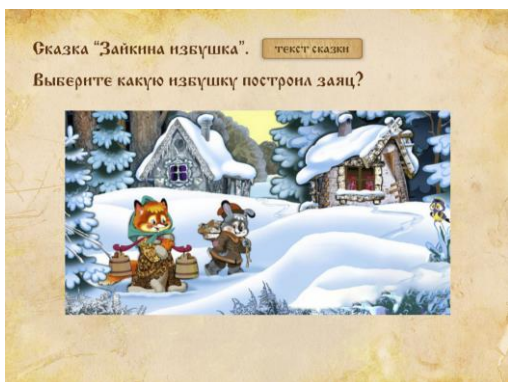 Сказка “Зайкина избушка”. текст сказки
Выберите какую избушку построил заяц?